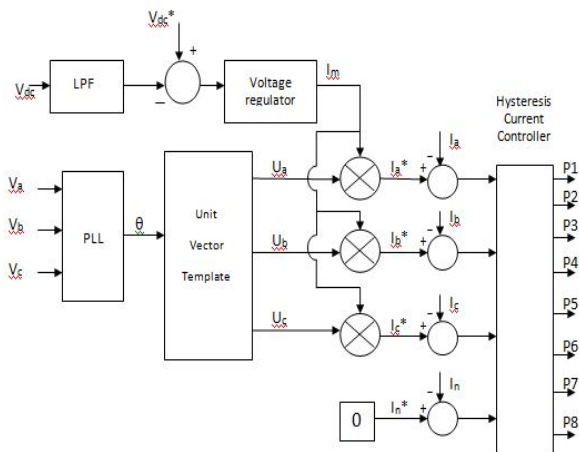 Vdc*
+
LPF
Vdc
−
Voltage
regulator
Im
Hysteresis
Current
Controller
Va
Vb
Vc
PLL
θ
Unit
Vector
Template
Ua
Ub
Uc
Ia*
Ib*
Ic*
0
In*
+
-
Ia
+
-
Ib
+
-
Ic
+
-
In
P1
P2
P3
P4
P5
P6
P7
P8